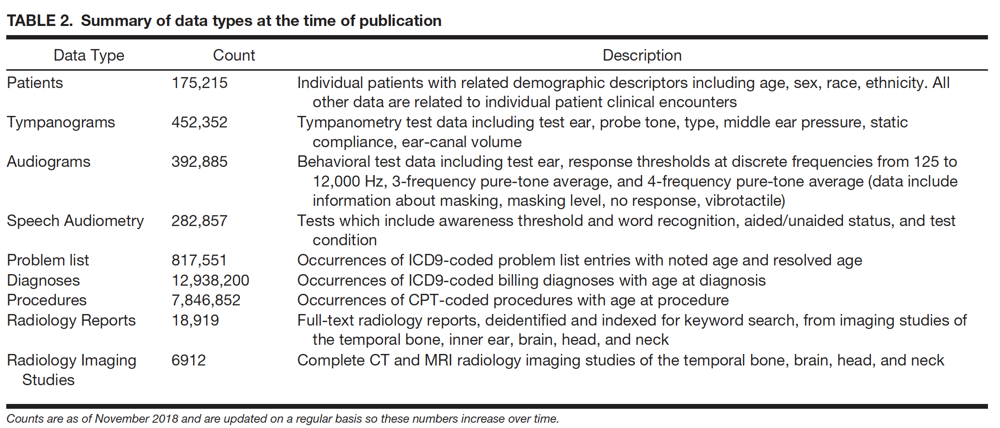 TABLE 2. Summary of data types at the time of publication
Data Type Count Description
Patients 175,215 Individual patients with related demographic descriptors including age, sex, race, ethnicity. All
other data are related to individual patient clinical encounters
Tympanograms 452,352 Tympanometry test data including test ear, probe tone, type, middle ear pressure, static
compliance, ear-canal volume
Audiograms 392,885 Behavioral test data including test ear, response thresholds at discrete frequencies from 125 to
12,000 Hz, 3-frequency pure-tone average, and 4-frequency pure-tone average (data include
information about masking, masking level, no response, vibrotactile)
Speech Audiometry 282,857 Tests which include awareness threshold and word recognition, aided/unaided status, and test
condition
Problem list 817,551 Occurrences of ICD9-coded problem list entries with noted age and resolved age
Diagnoses 12,938,200 Occurrences of ICD9-coded billing diagnoses with age at diagnosis
Procedures 7,846,852 Occurrences of CPT-coded procedures with age at procedure
Radiology Reports 18,919 Full-text radiology reports, deidentified and indexed for keyword search, from imaging studies of
the temporal bone, inner ear, brain, head, and neck
Radiology Imaging 6912 Complete CT and MRI radiology imaging studies of the temporal bone, brain, head, and neck
Studies
Counts are as of November 2018 and are updated on a regular basis so these numbers increase over time.